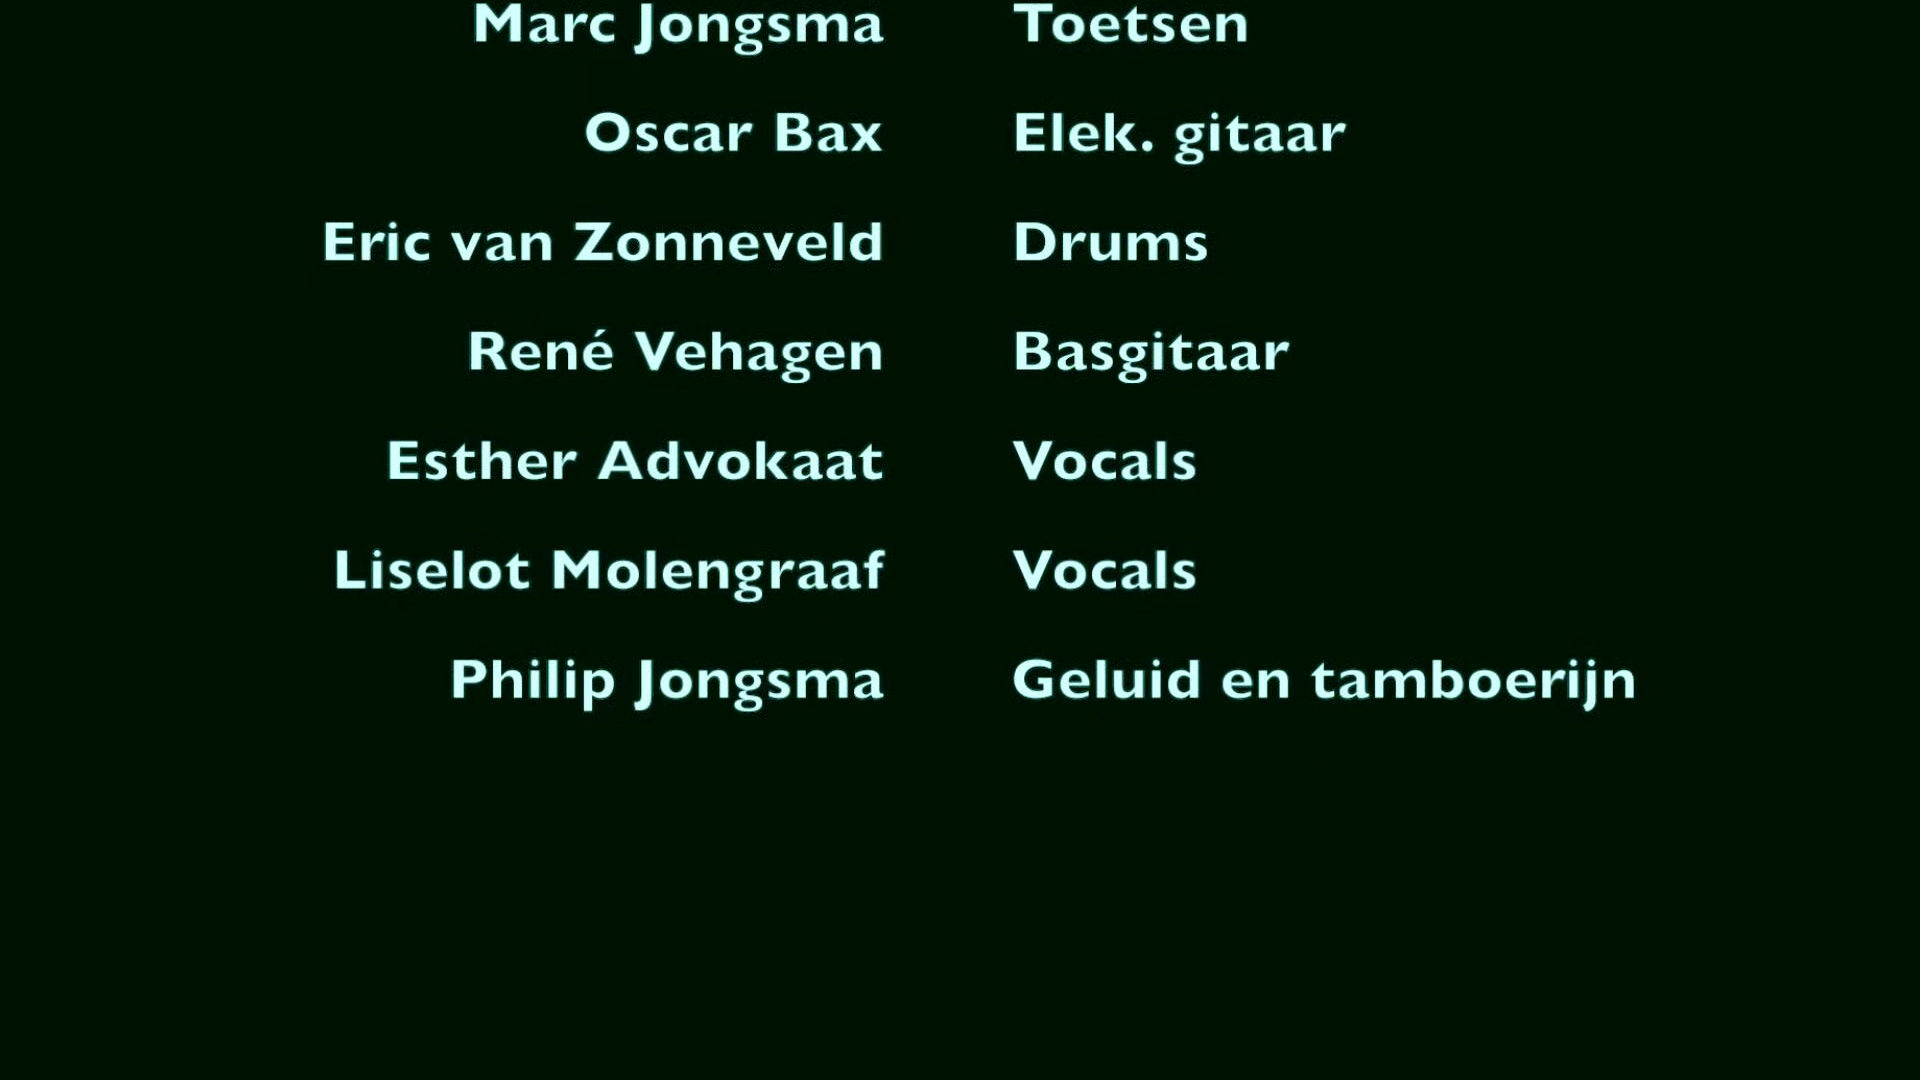 Marc Jongsma Toetsen
Oscar Bax Elek. gitaar
Eric van Zonneveld Drums
René Vehagen Basgitaar
Esther Advokaat Vocals
Liselot Molengraaf Vocals
Philip Jongsma Geluid en tamboerijn